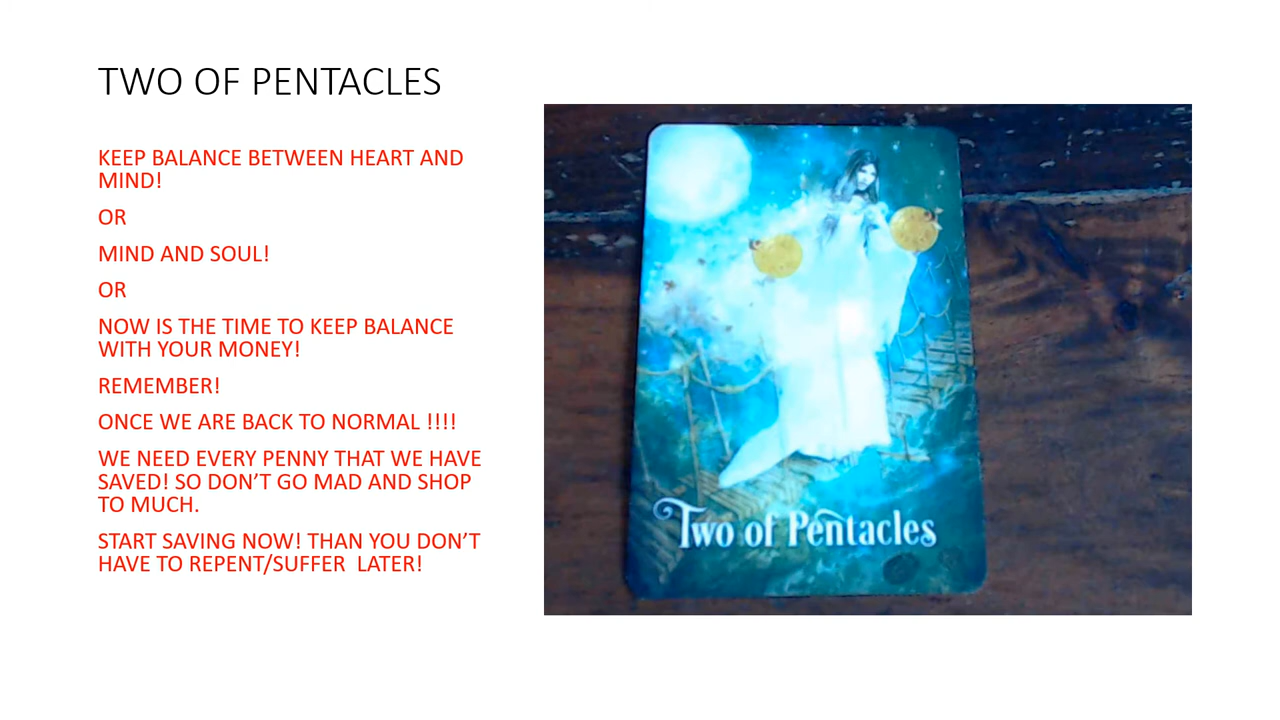 TWO OF PENTACLES
KEEP BALANCE BETWEEN HEART AND
MIND!
OR
MIND AND SOUL!
OR
NOW IS THE TIME TO KEEP BALANCE
WITH YOUR MONEY!
REMEMBER!
ONCE WE ARE BACK TO NORMAL !!!!
WE NEED EVERY PENNY THAT WE HAVE
SAVED! SO DON’T GO MAD AND SHOP
TO MUCH.
START SAVING NOW! THAN YOU DON’T
HAVE TO REPENT/SUFFER  LATER!
Two of Pentacles